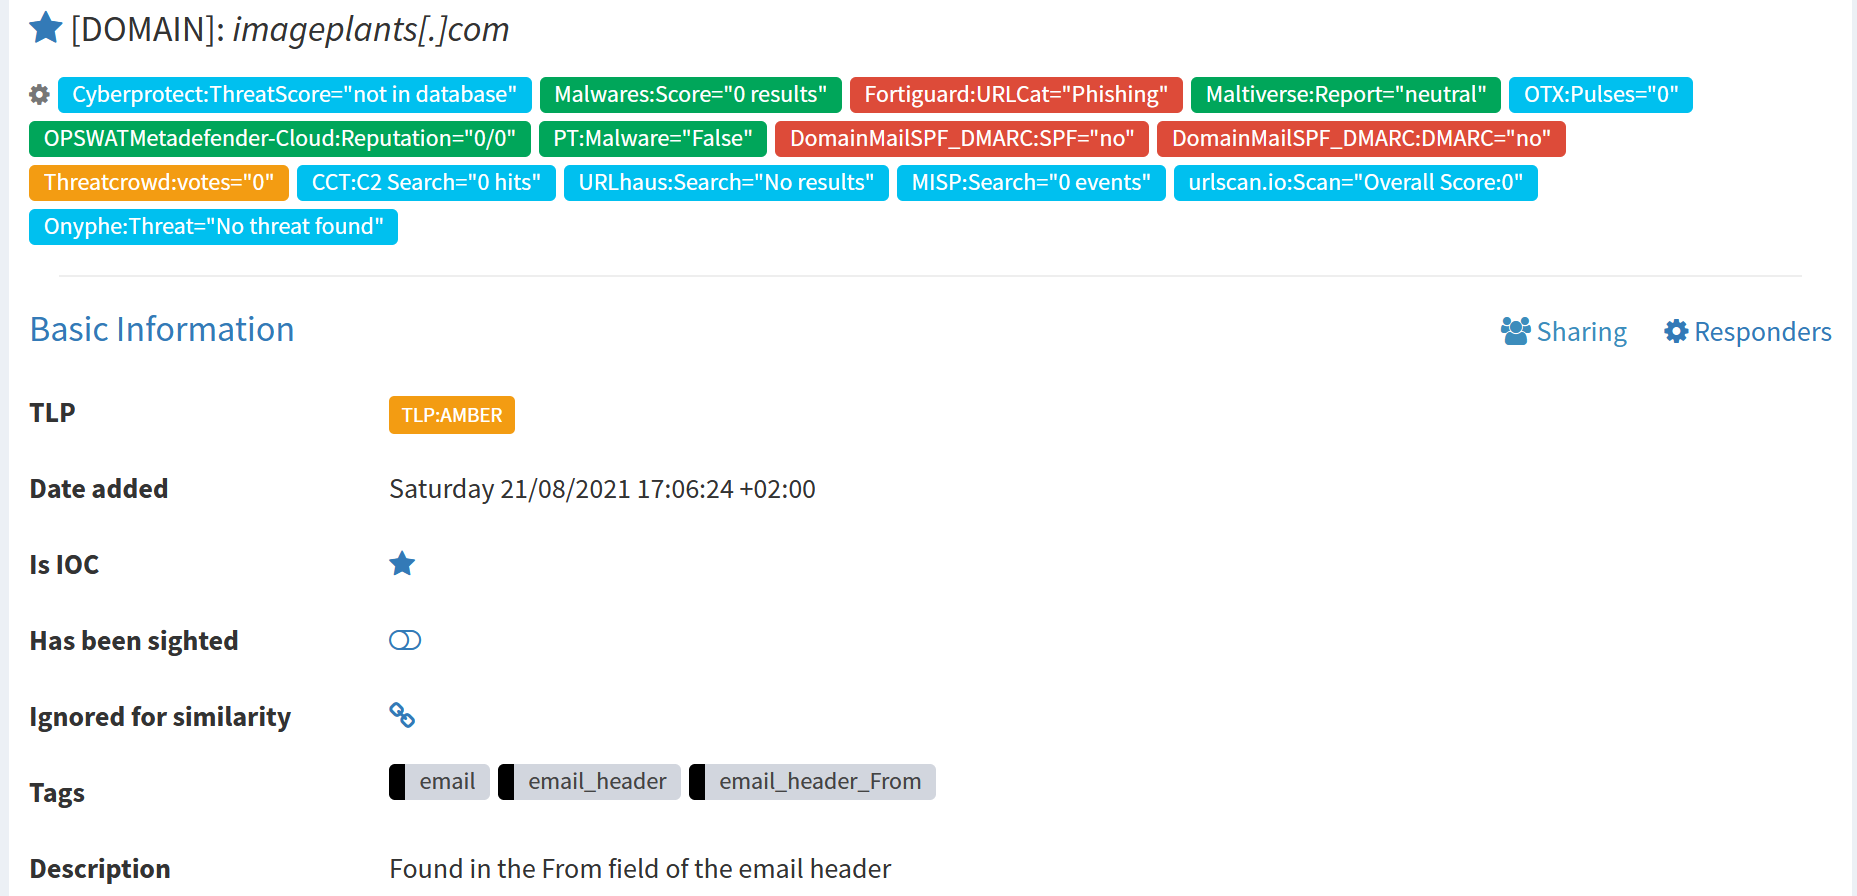 [DOMAIN]: imageplants[.]com
Cyberprotect:ThreatScore="not in database" Malwares:Score="0 results" Fortiguard:URLCat="Phishing" Maltiverse:Report="neutral" OTX:Pulses="0"
OPSWATMetadefender-Cloud:Reputation="0/0" PT:Malware="False" DomainMailSPF_DMARC:SPF="no" DomainMailSPF_DMARC:DMARC="no"
Threatcrowd:votes="0" CCT:C2 Search="0 hits" URLhaus:Search="No results" MISP:Search="0 events" urlscan.io:Scan="Overall Score:0"
Onyphe:Threat="No threat found"
Basic Information Sharing Responders
TLP TLP:AMBER
Date added Saturday 21/08/2021 17:06:24 +02:00
Is IOC
Has been sighted
Ignored for similarity
Tags email email_header email_header_From
Description Found in the From field of the email header